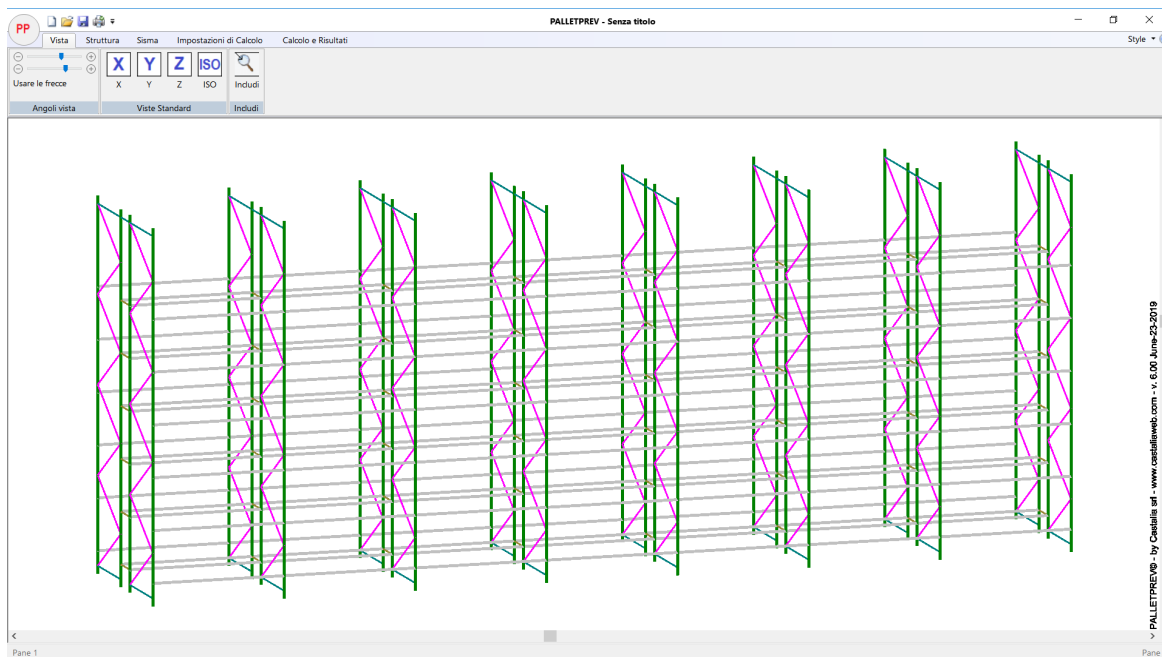 PALLETPREV - Senza titolo
PP
Vista Struttura Sisma Impostazioni di Calcolo Calcolo e Risultati Style
X Y Z ISO
Usare le frecce X Y Z ISO Includi
Angoli vista Viste Standard Includi
PALLETPREV© - by Castalia srl - www.castaliaweb.com - v. 6.00 June-23-2019
Pane 1 Pane